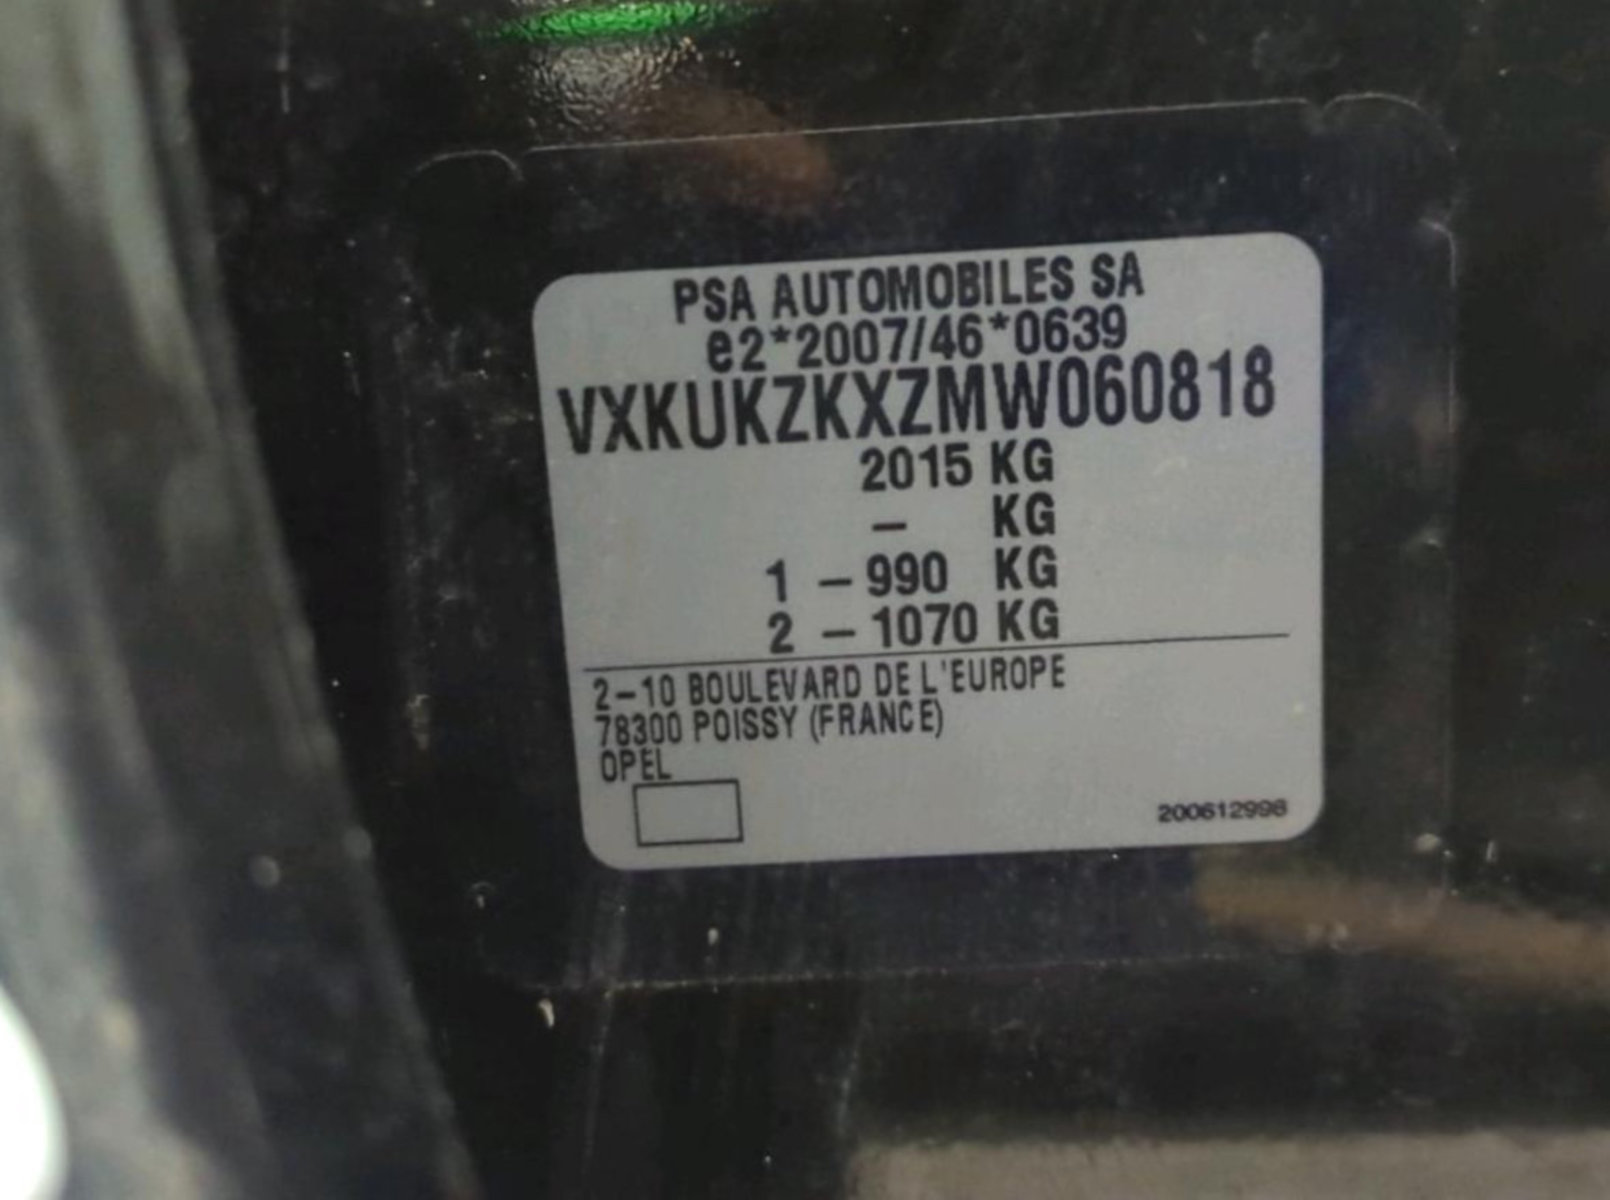 PSA AUTOMOBILES SA
e2*2007/46*0639
VXKUKZKXZMW060818
2015 KG
- KG
1 - 990 KG
2 - 1070 KG
2-10 BOULEVARD DE L'EUROPE
78300 POISSY (FRANCE)
OPEL
200612998